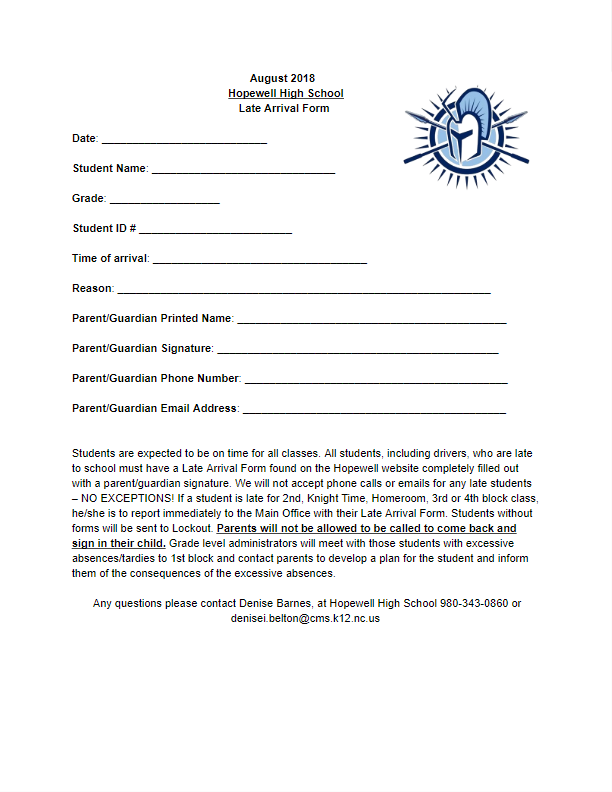 August 2018
Hopewell High School
Late Arrival Form
Date: ___________________________
Student Name: ______________________________
Grade: __________________
Student ID # _________________________
Time of arrival: ___________________________________
Reason: _____________________________________________________________
Parent/Guardian Printed Name: ____________________________________________
Parent/Guardian Signature: ______________________________________________
Parent/Guardian Phone Number: ___________________________________________
Parent/Guardian Email Address: ___________________________________________
Students are expected to be on time for all classes. All students, including drivers, who are late
to school must have a Late Arrival Form found on the Hopewell website completely filled out
with a parent/guardian signature. We will not accept phone calls or emails for any late students
– NO EXCEPTIONS! If a student is late for 2nd, Knight Time, Homeroom, 3rd or 4th block class,
he/she is to report immediately to the Main Office with their Late Arrival Form. Students without
forms will be sent to Lockout. Parents will not be allowed to be called to come back and
sign in their child. Grade level administrators will meet with those students with excessive
absences/tardies to 1st block and contact parents to develop a plan for the student and inform
them of the consequences of the excessive absences.
Any questions please contact Denise Barnes, at Hopewell High School 980-343-0860 or
denisei.belton@cms.k12.nc.us